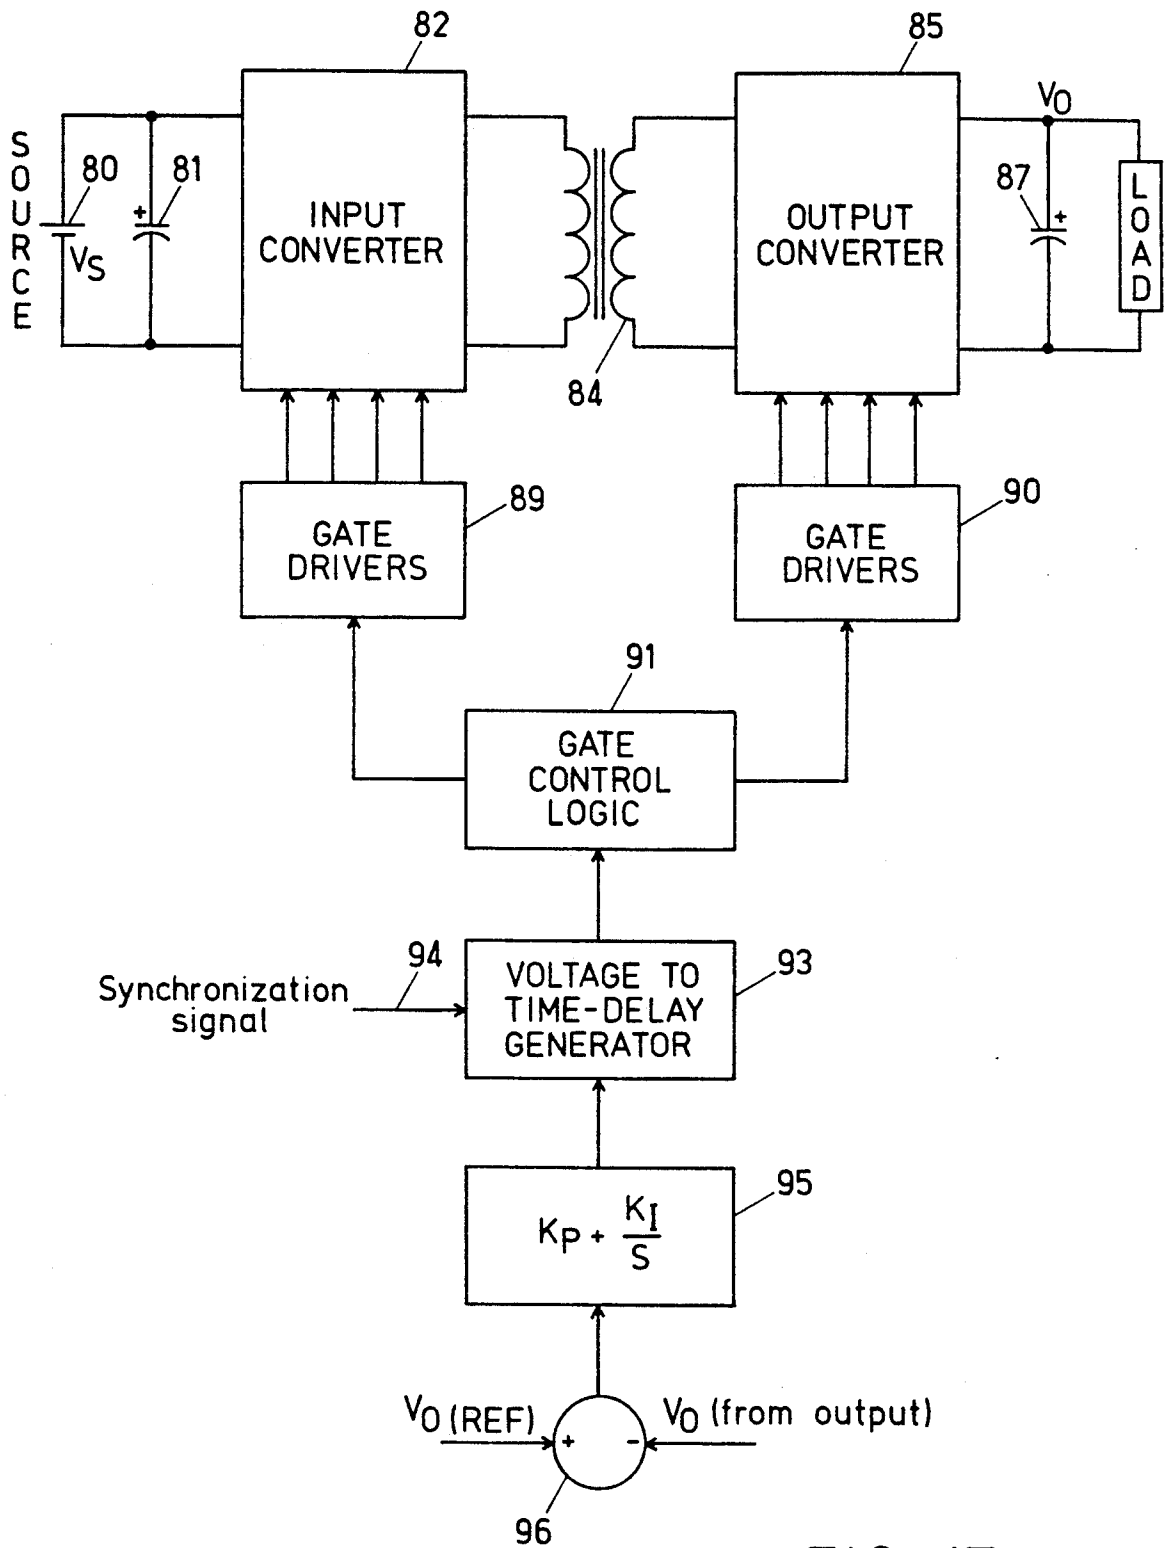 82
85
SOURCE
80
81
+
VS
INPUT
CONVERTER
84
OUTPUT
CONVERTER
VO
87
+
LOAD
89
GATE
DRIVERS
90
GATE
DRIVERS
91
GATE
CONTROL
LOGIC
94
Synchronization
signal
93
VOLTAGE TO
TIME-DELAY
GENERATOR
95
KP + KI
S
VO (REF)
+
-
VO (from output)
96